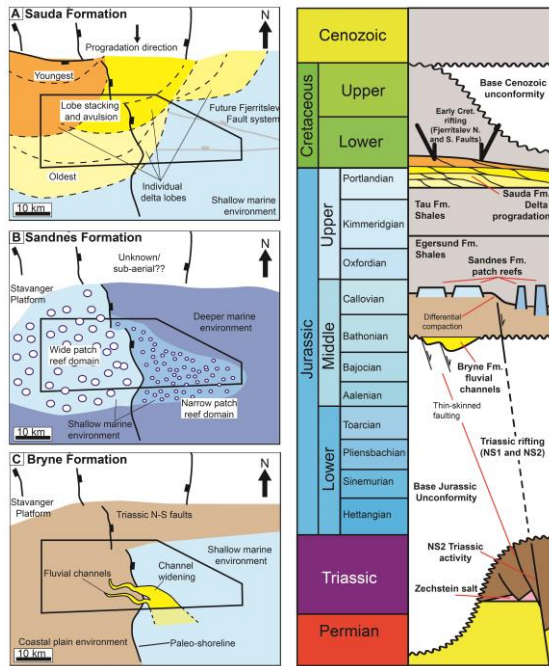 A Sauda Formation
Progradation direction
N
Youngest
Lobe stacking
and avulsion
Future Fjerritslev
Fault system
Oldest
Individual
delta lobes
Shallow marine
environment
10 km
B Sandnes Formation
N
Unknown/
sub-aerial??
Stavanger
Platform
Deeper marine
environment
Wide patch
reef domain
Narrow patch
reef domain
Shallow marine
environment
10 km
C Bryne Formation
N
Stavanger
Platform
Triassic N-S faults
Shallow marine
environment
Channel
widening
Fluvial channels
Coastal plain environment
Paleo-shoreline
10 km
Cenozoic
Cretaceous
Upper
Lower
Jurassic
Upper
Portlandian
Kimmeridgian
Oxfordian
Middle
Callovian
Bathonian
Bajocian
Aalenian
Lower
Toarcian
Pliensbachian
Sinemurian
Hettangian
Triassic
Permian
Base Cenozoic
unconformity
Early Cret.
rifting
(Fjerritslev N.
and S. Faults)
Sauda Fm.
Delta
progradation
Tau Fm.
Shales
Egersund Fm.
Shales
Sandnes Fm.
patch reefs
Differential
compaction
Bryne Fm.
fluvial
channels
Thin-skinned
faulting
Triassic rifting
(NS1 and NS2)
Base Jurassic
Unconformity
NS2 Triassic
activity
Zechstein salt